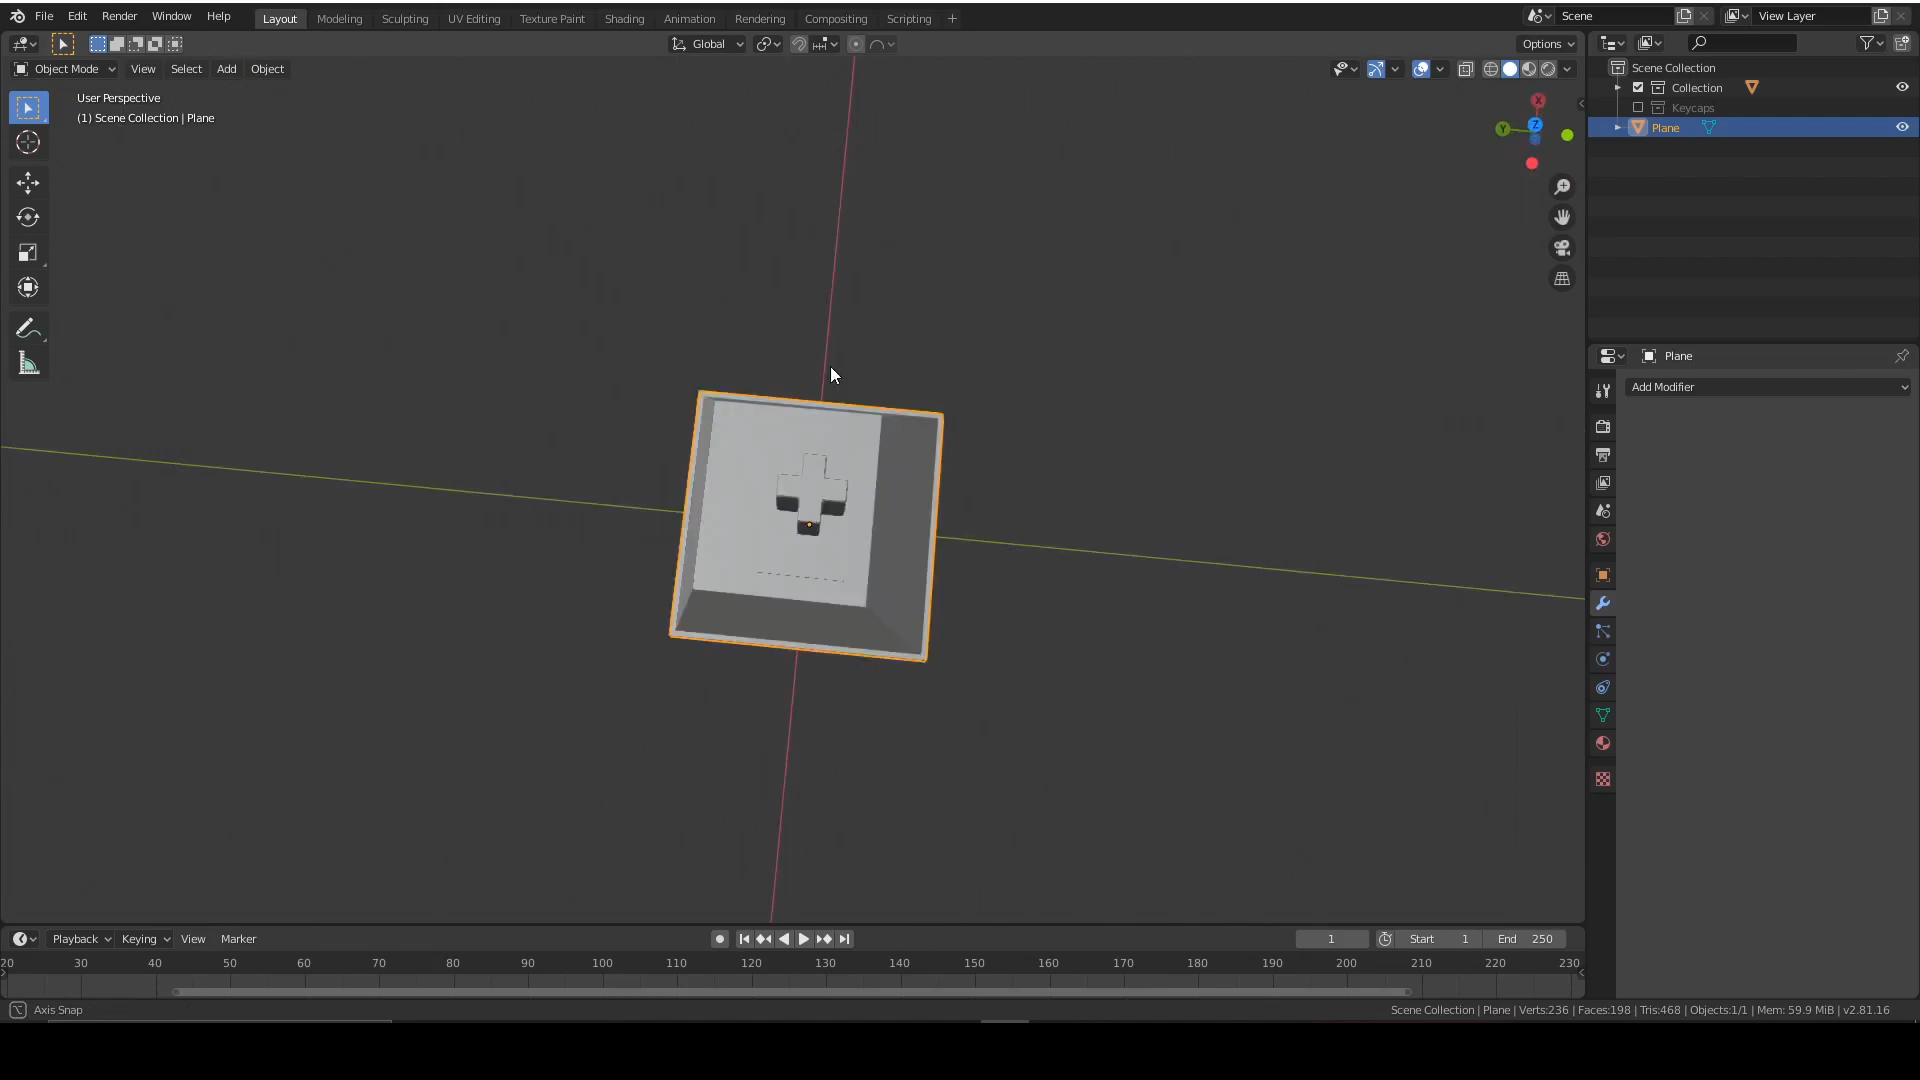 File Edit Render Window Help Layout Modeling Sculpting UV Editing Texture Paint Shading Animation Rendering Compositing Scripting + Scene View Layer
Global Options
Object Mode View Select Add Object
Scene Collection
Collection
Keycaps
Plane
User Perspective
(1) Scene Collection | Plane
X
Y
Z
Plane
Add Modifier
Playback Keying View Marker 1 Start 1 End 250
20 30 40 50 60 70 80 90 100 110 120 130 140 150 160 170 180 190 200 210 220 230
Axis Snap Scene Collection | Plane | Verts:236 | Faces:198 | Tris:468 | Objects:1/1 | Mem: 59.9 MiB | v2.81.16